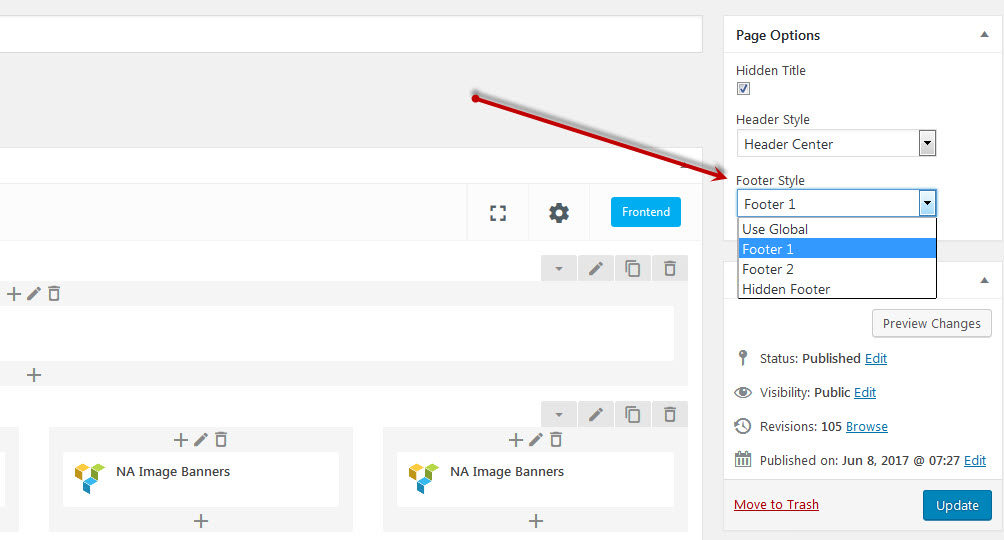 Page Options
Hidden Title
Header Style
Header Center
Footer Style
Footer 1
Use Global
Footer 1
Footer 2
Hidden Footer
Frontend
Preview Changes
Status: Published Edit
Visibility: Public Edit
Revisions: 105 Browse
Published on: Jun 8, 2017 @ 07:27 Edit
Move to Trash
Update
NA Image Banners
NA Image Banners